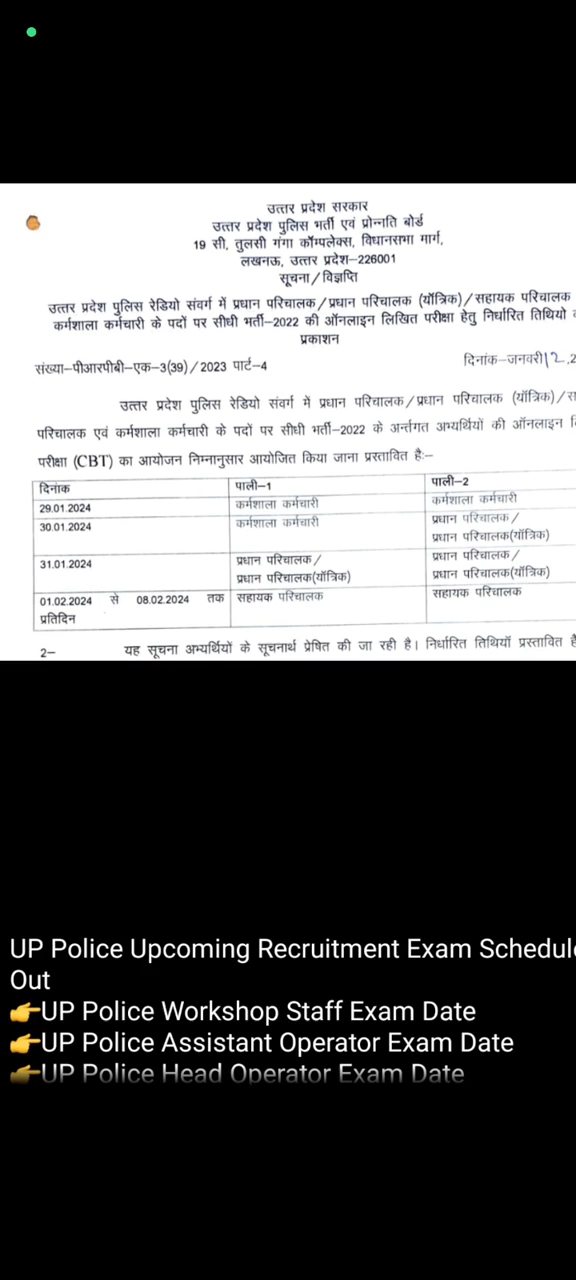 उत्तर प्रदेश सरकार
उत्तर प्रदेश पुलिस भर्ती एवं प्रोन्नति बोर्ड
19 सी, तुलसी गंगा कॉम्पलेक्स, विधानसभा मार्ग,
लखनऊ, उत्तर प्रदेश–226001
सूचना/विज्ञप्ति
उत्तर प्रदेश पुलिस रेडियो संवर्ग में प्रधान परिचालक/प्रधान परिचालक (यॉंत्रिक)/सहायक परिचालक
कर्मशाला कर्मचारी के पदों पर सीधी भर्ती–2022 की ऑनलाइन लिखित परीक्षा हेतु निर्धारित तिथियो
प्रकाशन
संख्या–पीआरपीबी–एक–3(39)/2023 पार्ट–4 दिनांक–जनवरी 12,2
उत्तर प्रदेश पुलिस रेडियो संवर्ग में प्रधान परिचालक/प्रधान परिचालक (यॉंत्रिक)/
परिचालक एवं कर्मशाला कर्मचारी के पदों पर सीधी भर्ती–2022 के अर्न्तगत अभ्यर्थियों की ऑनलाइन
परीक्षा (CBT) का आयोजन निम्नानुसार आयोजित किया जाना प्रस्तावित है:–
दिनांक पाली–1 पाली–2
29.01.2024 कर्मशाला कर्मचारी कर्मशाला कर्मचारी
30.01.2024 कर्मशाला कर्मचारी प्रधान परिचालक/
प्रधान परिचालक(यॉंत्रिक)
31.01.2024 प्रधान परिचालक/ प्रधान परिचालक/
प्रधान परिचालक(यॉंत्रिक) प्रधान परिचालक(यॉंत्रिक)
01.02.2024 से 08.02.2024 तक सहायक परिचालक सहायक परिचालक
प्रतिदिन
2– यह सूचना अभ्यर्थियों के सूचनार्थ प्रेषित की जा रही है। निर्धारित तिथियॉ प्रस्तावित है
UP Police Upcoming Recruitment Exam Schedule
Out
👉UP Police Workshop Staff Exam Date
👉UP Police Assistant Operator Exam Date
👉UP Police Head Operator Exam Date